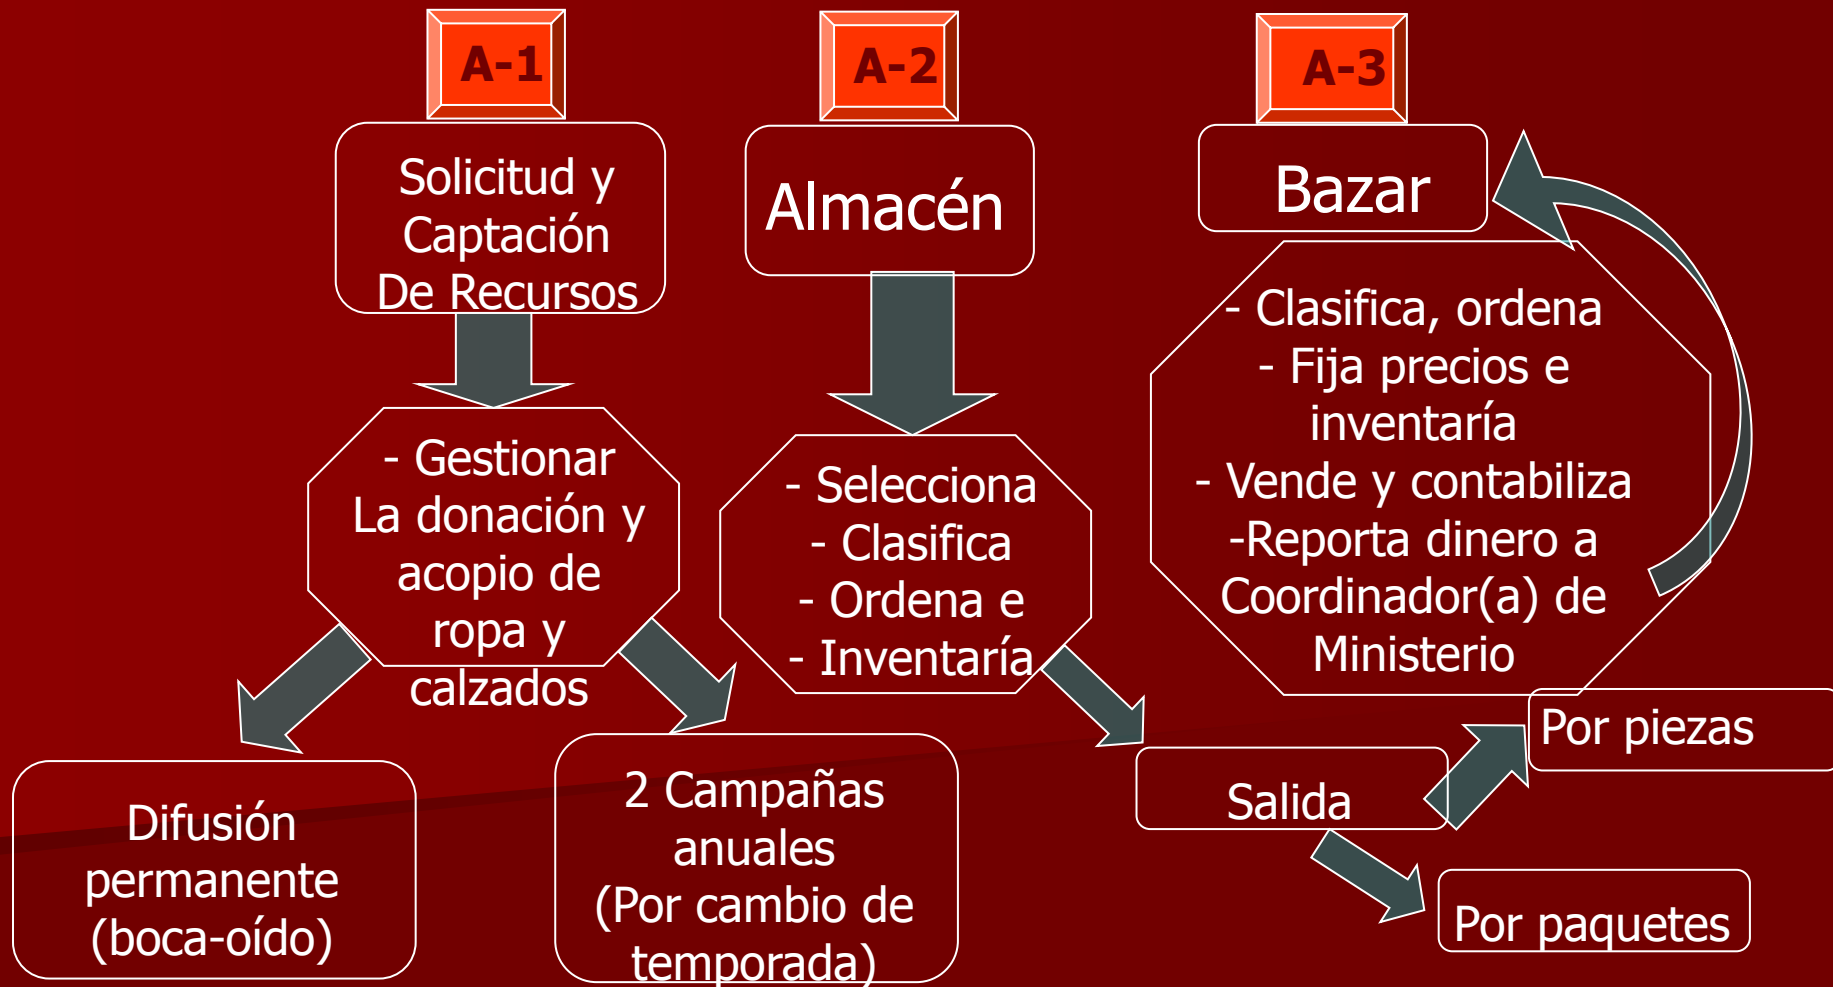 A-1
Solicitud y
Captación
De Recursos
- Gestionar
La donación y
acopio de
ropa y
calzados
Difusión
permanente
(boca-oído)
2 Campañas
anuales
(Por cambio de
temporada)
A-2
Almacén
- Selecciona
- Clasifica
- Ordena e
- Inventaría
Salida
Por piezas
Por paquetes
A-3
Bazar
- Clasifica, ordena
- Fija precios e
inventaría
- Vende y contabiliza
-Reporta dinero a
Coordinador(a) de
Ministerio